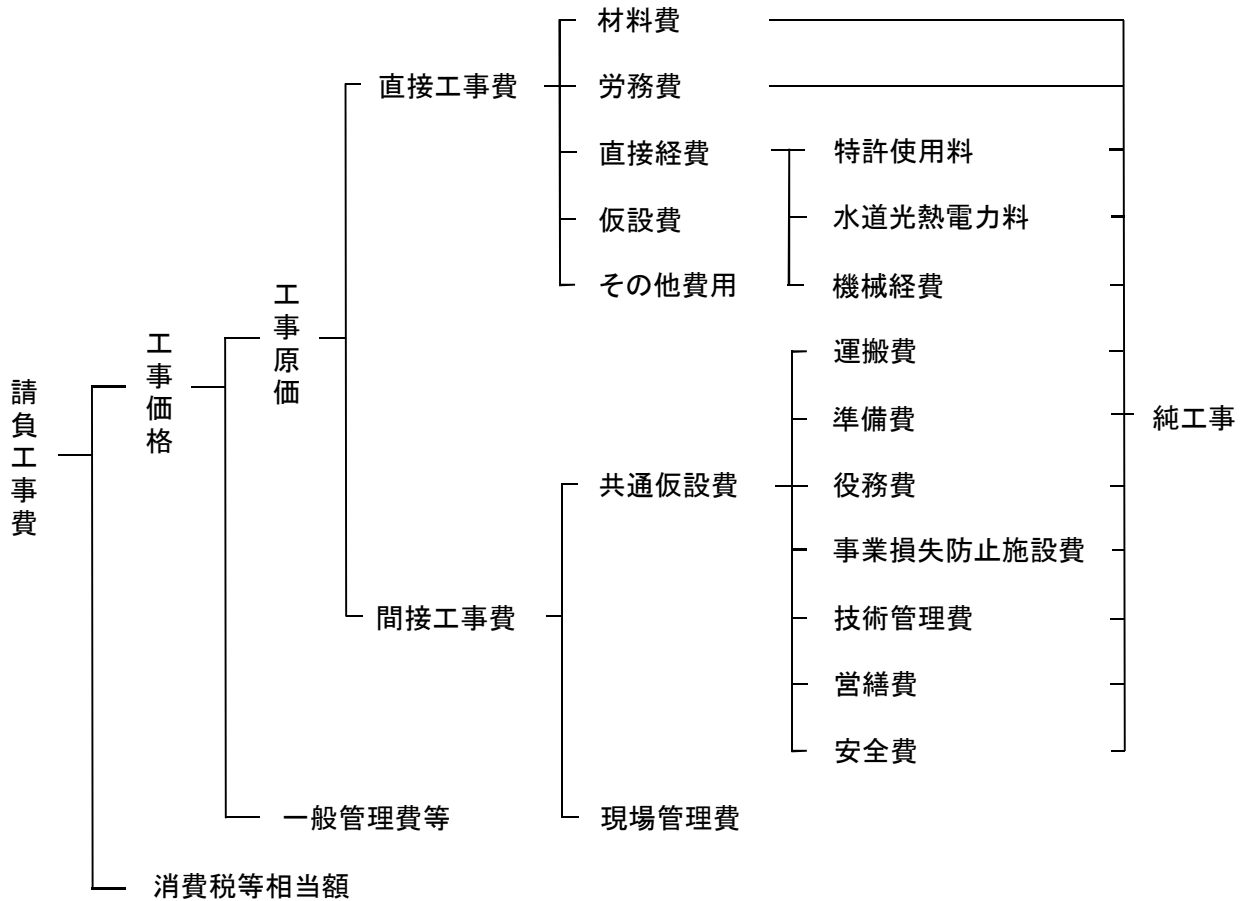 請負工事費
工事価格
工事原価
直接工事費
材料費
労務費
直接経費
特許使用料
水道光熱電力料
機械経費
仮設費
その他費用
間接工事費
共通仮設費
運搬費
準備費
役務費
事業損失防止施設費
技術管理費
営繕費
安全費
現場管理費
純工事
一般管理費等
消費税等相当額